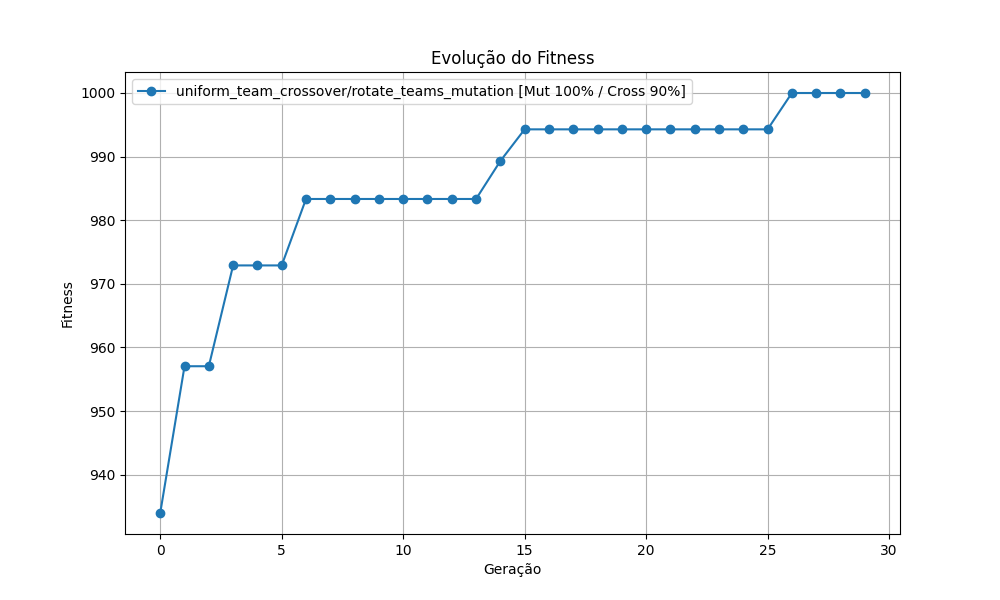 Evolução do Fitness
uniform_team_crossover/rotate_teams_mutation [Mut 100% / Cross 90%]
Fitness
1000
990
980
970
960
950
940
0 5 10 15 20 25 30
Geração